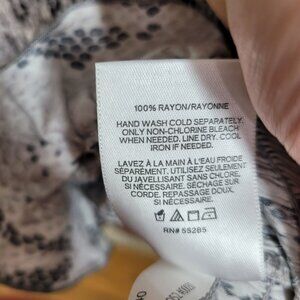 100% RAYON/RAYONNE
HAND WASH COLD SEPARATELY.
ONLY NON-CHLORINE BLEACH
WHEN NEEDED. LINE DRY. COOL
IRON IF NEEDED.
LAVEZ À LA MAIN À L'EAU FROIDE
SÉPARÉMENT. UTILISEZ SEULEMENT
DU JAVELLISANT SANS CHLORE,
SI NÉCESSAIRE. SÉCHAGE SUR
CORDE. REPASSAGE DOUX,
SI NÉCESSAIRE.
RN# 55285